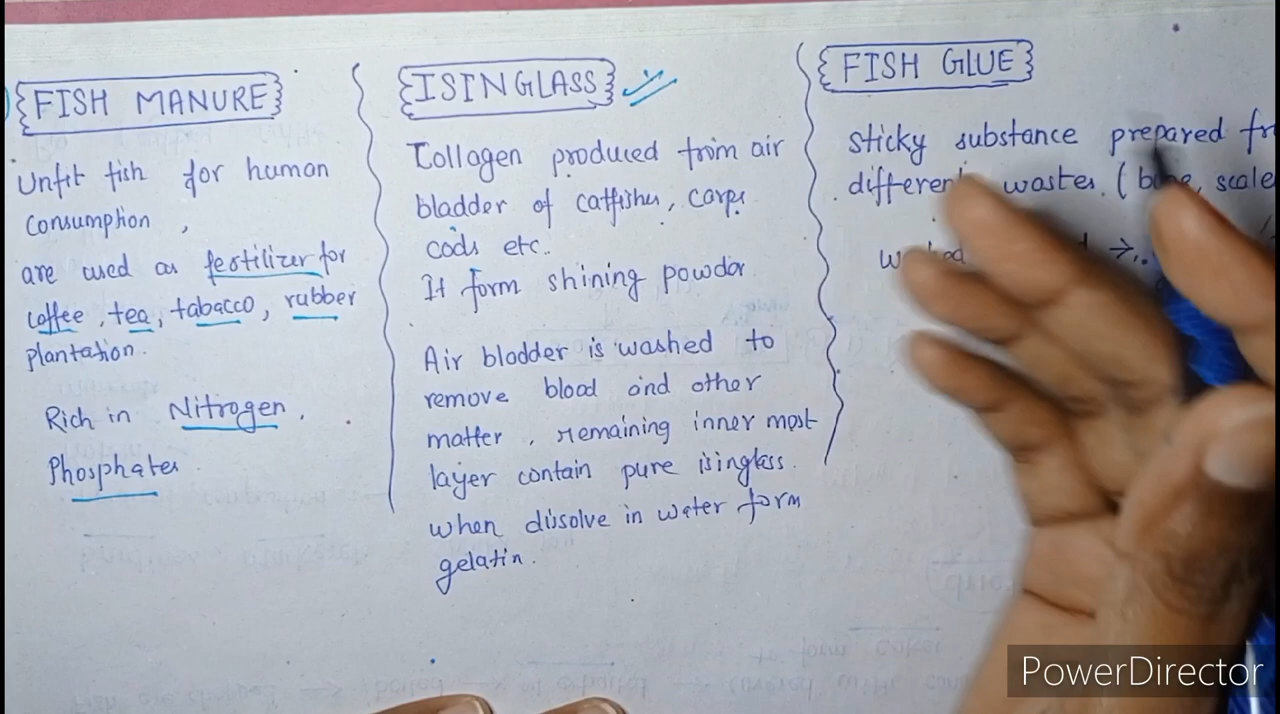 FISH MANURE
Unfit fish for human
consumption,
are used as fertilizer for
coffee, tea, tabacco, rubber
plantation.
Rich in Nitrogen,
Phosphates
ISINGLASS
Collagen produced from air
bladder of catfishes, carps
cods etc..
It form shining powder
Air bladder is washed to
remove blood and other
matter, remaining inner most
layer contain pure isinglass.
when dissolve in water form
gelatin.
FISH GLUE
Sticky substance prepared
different wastes. ( scale
PowerDirector